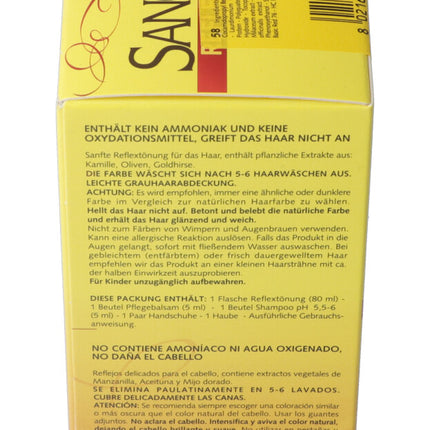 SAN
58
ENTHÄLT KEIN AMMONIAK UND KEINE
OXYDATIONSMITTEL, GREIFT DAS HAAR NICHT AN
Sanfte Reflextönung für das Haar, enthält pflanzliche Extrakte aus:
Kamille, Oliven, Goldhirse.
DIE FARBE WÄSCHT SICH NACH 5-6 HAARWÄSCHEN AUS.
LEICHTE GRAUHAARABDECKUNG.
ACHTUNG: Es wird empfohlen, immer eine ähnliche oder dunklere
Farbe im Vergleich zur natürlichen Haarfarbe zu wählen.
Hellt das Haar nicht auf. Betont und belebt die natürliche Farbe
und erhält das Haar glänzend und weich.
Nicht zum Färben von Wimpern und Augenbrauen verwenden.
Kann eine allergische Reaktion auslösen. Falls das Produkt in die
Augen gelangt, sofort mit fließendem Wasser auswaschen. Bei
gebleichtem (entfärbtem) oder frisch dauergewelltem Haar
empfehlen wir das Produkt an einer kleinen Haarsträhne mit ca.
der halben Einwirkzeit auszuprobieren.
Für Kinder unzugänglich aufbewahren.
DIESE PACKUNG ENTHÄLT: 1 Flasche Reflextönung (80 ml) -
1 Beutel Pflegebalsam (5 ml) - 1 Beutel Shampoo pH 5,5-6
(5 ml) - 1 Paar Handschuhe - 1 Haube - Ausführliche Gebrauchs-
anweisung.
NO CONTIENE AMONÍACO NI AGUA OXIGENADO,
NO DAÑA EL CABELLO
Reflejos delicados para el cabello, contiene extractos vegetales de
Manzanilla, Aceituna y Mijo dorado.
SE ELIMINA PAULATINAMENTE EN 5-6 LAVADOS.
CUBRE DELICADAMENTE LAS CANAS.
ATENCIÓN: Se recomienda siempre escoger una coloración similar
o más oscura que el color natural del cabello. Usar los guantes
adjuntos. No aclara el cabello. Intensifica y aviva el color natural
dejando el cabello brillante y suave.